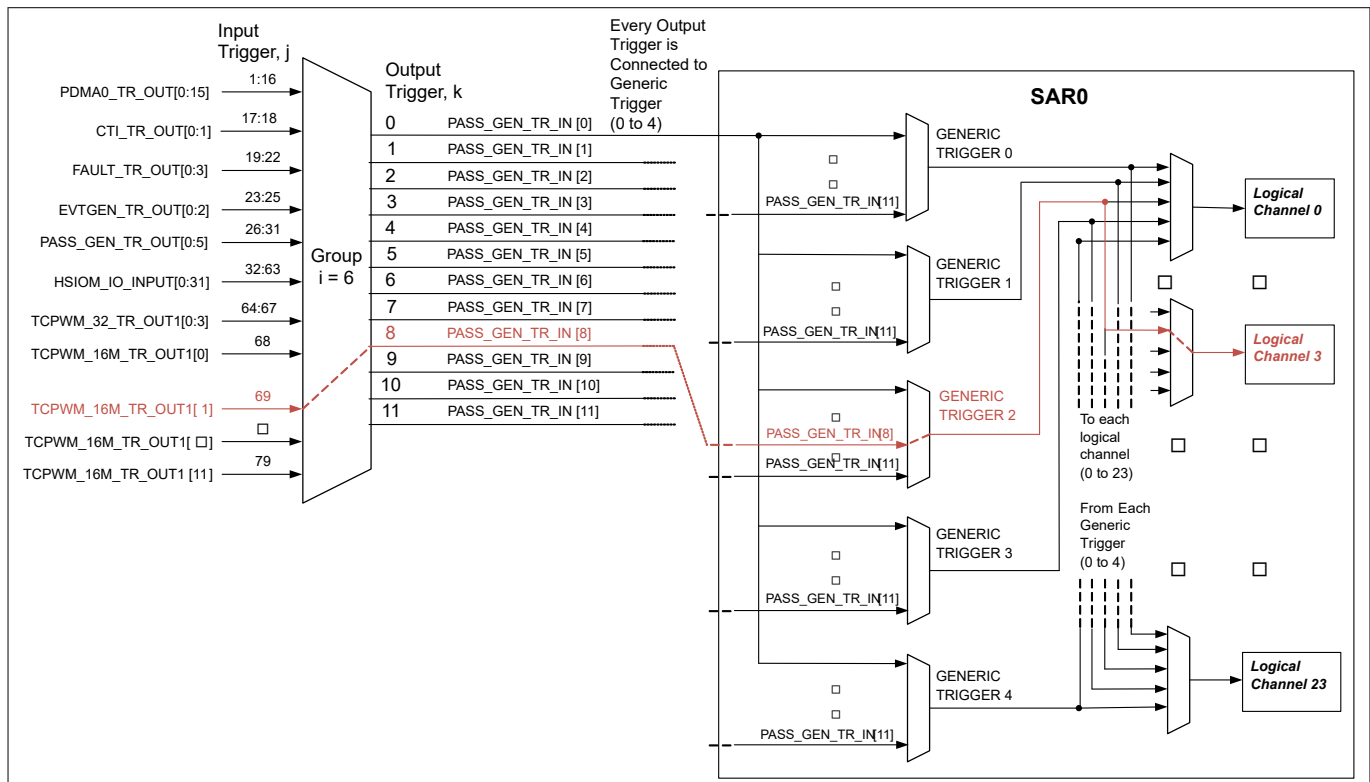 Input
Trigger, j
PDMA0_TR_OUT[0:15]
1:16
CTI_TR_OUT[0:1]
17:18
FAULT_TR_OUT[0:3]
19:22
EVTGEN_TR_OUT[0:2]
23:25
PASS_GEN_TR_OUT[0:5]
26:31
HSIOM_IO_INPUT[0:31]
32:63
TCPWM_32_TR_OUT1[0:3]
64:67
TCPWM_16M_TR_OUT1[0]
68
TCPWM_16M_TR_OUT1[ 1]
69
TCPWM_16M_TR_OUT1[ □]
□
TCPWM_16M_TR_OUT1 [11]
79
Group
i = 6
Output
Trigger, k
0 PASS_GEN_TR_IN [0]
1 PASS_GEN_TR_IN [1]
2 PASS_GEN_TR_IN [2]
3 PASS_GEN_TR_IN [3]
4 PASS_GEN_TR_IN [4]
5 PASS_GEN_TR_IN [5]
6 PASS_GEN_TR_IN [6]
7 PASS_GEN_TR_IN [7]
8 PASS_GEN_TR_IN [8]
9 PASS_GEN_TR_IN [9]
10 PASS_GEN_TR_IN [10]
11 PASS_GEN_TR_IN [11]
Every Output
Trigger is
Connected to
Generic
Trigger
(0 to 4)
SAR0
□
□
PASS_GEN_TR_IN[11]
GENERIC
TRIGGER 0
□
□
PASS_GEN_TR_IN[11]
GENERIC
TRIGGER 1
□
PASS_GEN_TR_IN[8]
□
PASS_GEN_TR_IN[11]
GENERIC
TRIGGER 2
□
□
PASS_GEN_TR_IN[11]
GENERIC
TRIGGER 3
□
□
PASS_GEN_TR_IN[11]
GENERIC
TRIGGER 4
To each
logical
channel
(0 to 23)
From Each
Generic
Trigger
(0 to 4)
Logical
Channel 0
□ □
Logical
Channel 3
□ □
□ □
Logical
Channel 23